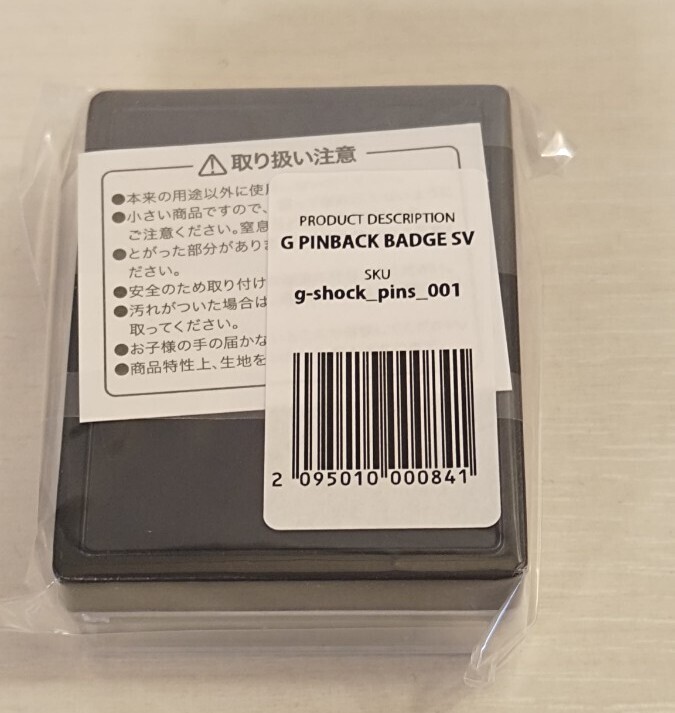 取り扱い注意
●本来の用途以外に使
●小さい商品ですので、
ご注意ください。窒息
●とがった部分があり
ださい。
●安全のため取り付け
●汚れがついた場合は
取ってください。
●お子様の手の届かな
●商品特性上、生地を
PRODUCT DESCRIPTION
G PINBACK BADGE SV
SKU
g-shock_pins_001
2 095010 000841